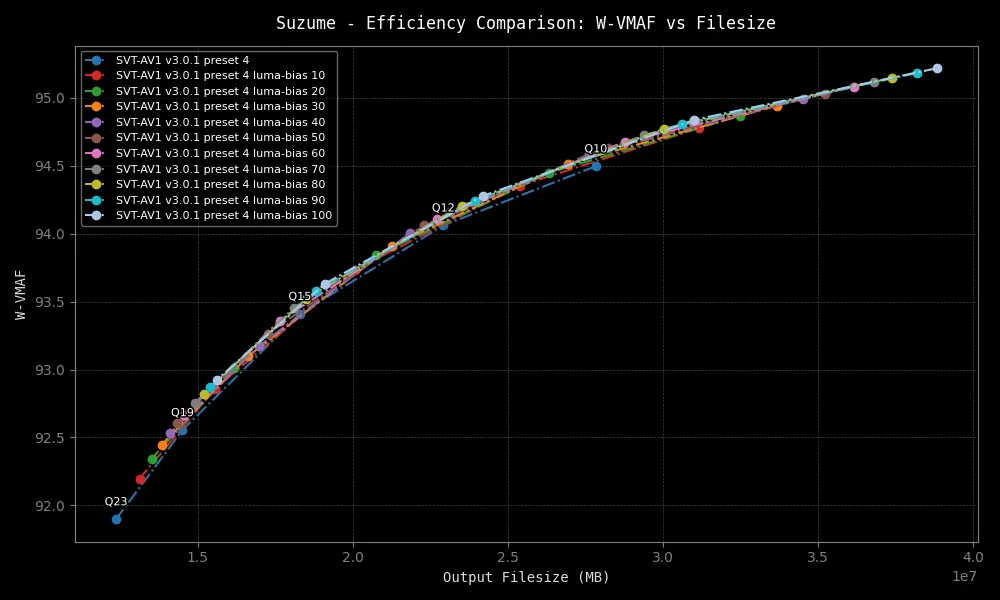 Suzume - Efficiency Comparison: W-VMAF vs Filesize
SVT-AV1 v3.0.1 preset 4
SVT-AV1 v3.0.1 preset 4 luma-bias 10
SVT-AV1 v3.0.1 preset 4 luma-bias 20
SVT-AV1 v3.0.1 preset 4 luma-bias 30
SVT-AV1 v3.0.1 preset 4 luma-bias 40
SVT-AV1 v3.0.1 preset 4 luma-bias 50
SVT-AV1 v3.0.1 preset 4 luma-bias 60
SVT-AV1 v3.0.1 preset 4 luma-bias 70
SVT-AV1 v3.0.1 preset 4 luma-bias 80
SVT-AV1 v3.0.1 preset 4 luma-bias 90
SVT-AV1 v3.0.1 preset 4 luma-bias 100
95.0
94.5
94.0
93.5
93.0
92.5
92.0
W-VMAF
Q10
Q12
Q15
Q19
Q23
1.5 2.0 2.5 3.0 3.5 4.0
1e7
Output Filesize (MB)